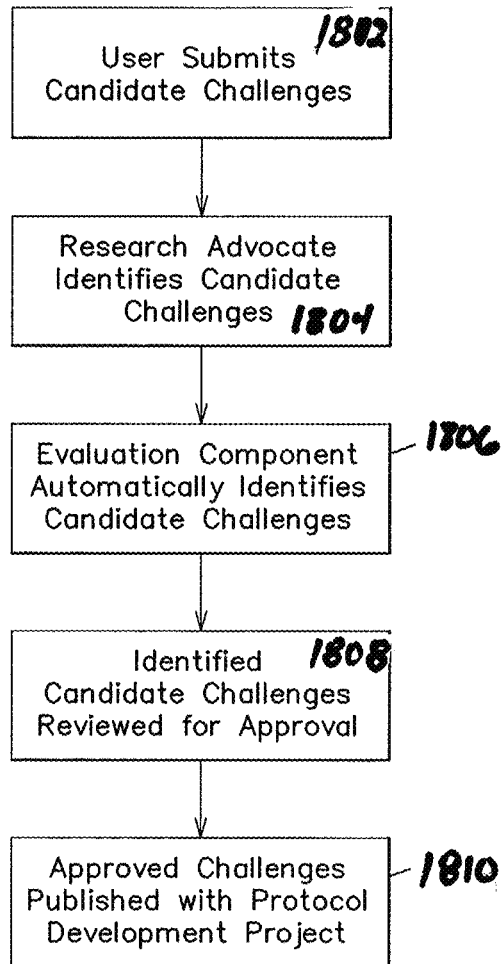 1802
User Submits
Candidate Challenges
Research Advocate
Identifies Candidate
Challenges 1804
1806
Evaluation Component
Automatically Identifies
Candidate Challenges
Identified 1808
Candidate Challenges
Reviewed for Approval
Approved Challenges 1810
Published with Protocol
Development Project